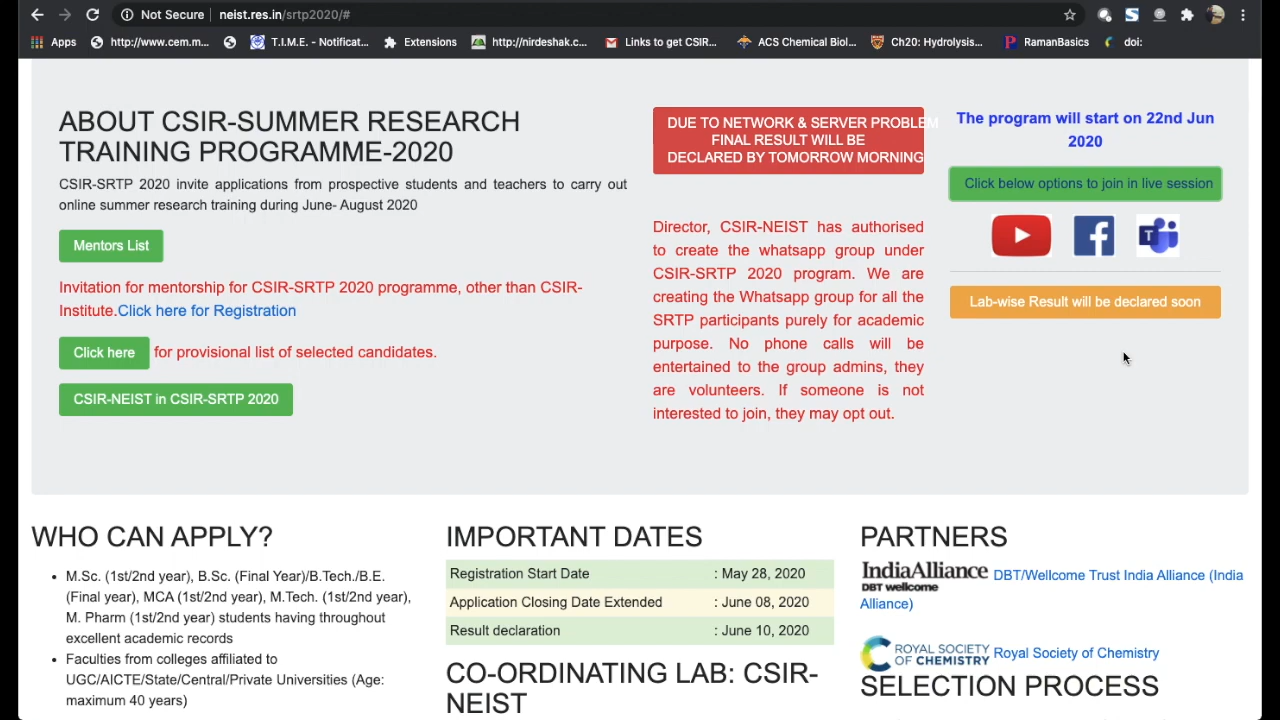 Not Secure | neist.res.in/srtp2020/#
Apps http://www.cem.m... T.I.M.E. - Notificat... Extensions http://nirdeshak.c... Links to get CSIR... ACS Chemical Biol... Ch20: Hydrolysis... RamanBasics doi:
ABOUT CSIR-SUMMER RESEARCH
TRAINING PROGRAMME-2020
CSIR-SRTP 2020 invite applications from prospective students and teachers to carry out
online summer research training during June- August 2020
Mentors List
Invitation for mentorship for CSIR-SRTP 2020 programme, other than CSIR-
Institute.Click here for Registration
Click here for provisional list of selected candidates.
CSIR-NEIST in CSIR-SRTP 2020
DUE TO NETWORK & SERVER PROBLEM
FINAL RESULT WILL BE
DECLARED BY TOMORROW MORNING
Director, CSIR-NEIST has authorised
to create the whatsapp group under
CSIR-SRTP 2020 program. We are
creating the Whatsapp group for all the
SRTP participants purely for academic
purpose. No phone calls will be
entertained to the group admins, they
are volunteers. If someone is not
interested to join, they may opt out.
The program will start on 22nd Jun
2020
Click below options to join in live session
Lab-wise Result will be declared soon
WHO CAN APPLY?
M.Sc. (1st/2nd year), B.Sc. (Final Year)/B.Tech./B.E.
(Final year), MCA (1st/2nd year), M.Tech. (1st/2nd year),
M. Pharm (1st/2nd year) students having throughout
excellent academic records
Faculties from colleges affiliated to
UGC/AICTE/State/Central/Private Universities (Age:
maximum 40 years)
IMPORTANT DATES
Registration Start Date : May 28, 2020
Application Closing Date Extended : June 08, 2020
Result declaration : June 10, 2020
CO-ORDINATING LAB: CSIR-
NEIST
PARTNERS
IndiaAlliance
DBT wellcome
DBT/Wellcome Trust India Alliance (India
Alliance)
ROYAL SOCIETY
OF CHEMISTRY
Royal Society of Chemistry
SELECTION PROCESS